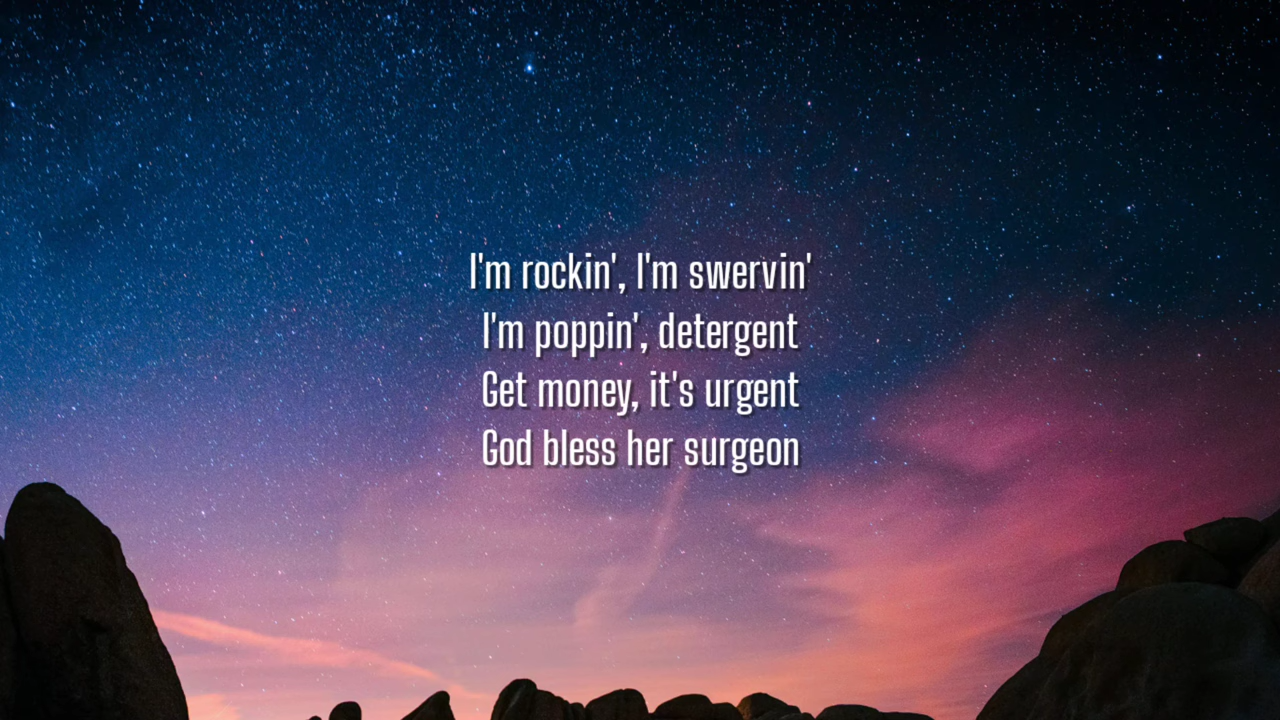 I'm rockin', I'm swervin'
I'm poppin', detergent
Get money, it's urgent
God bless her surgeon